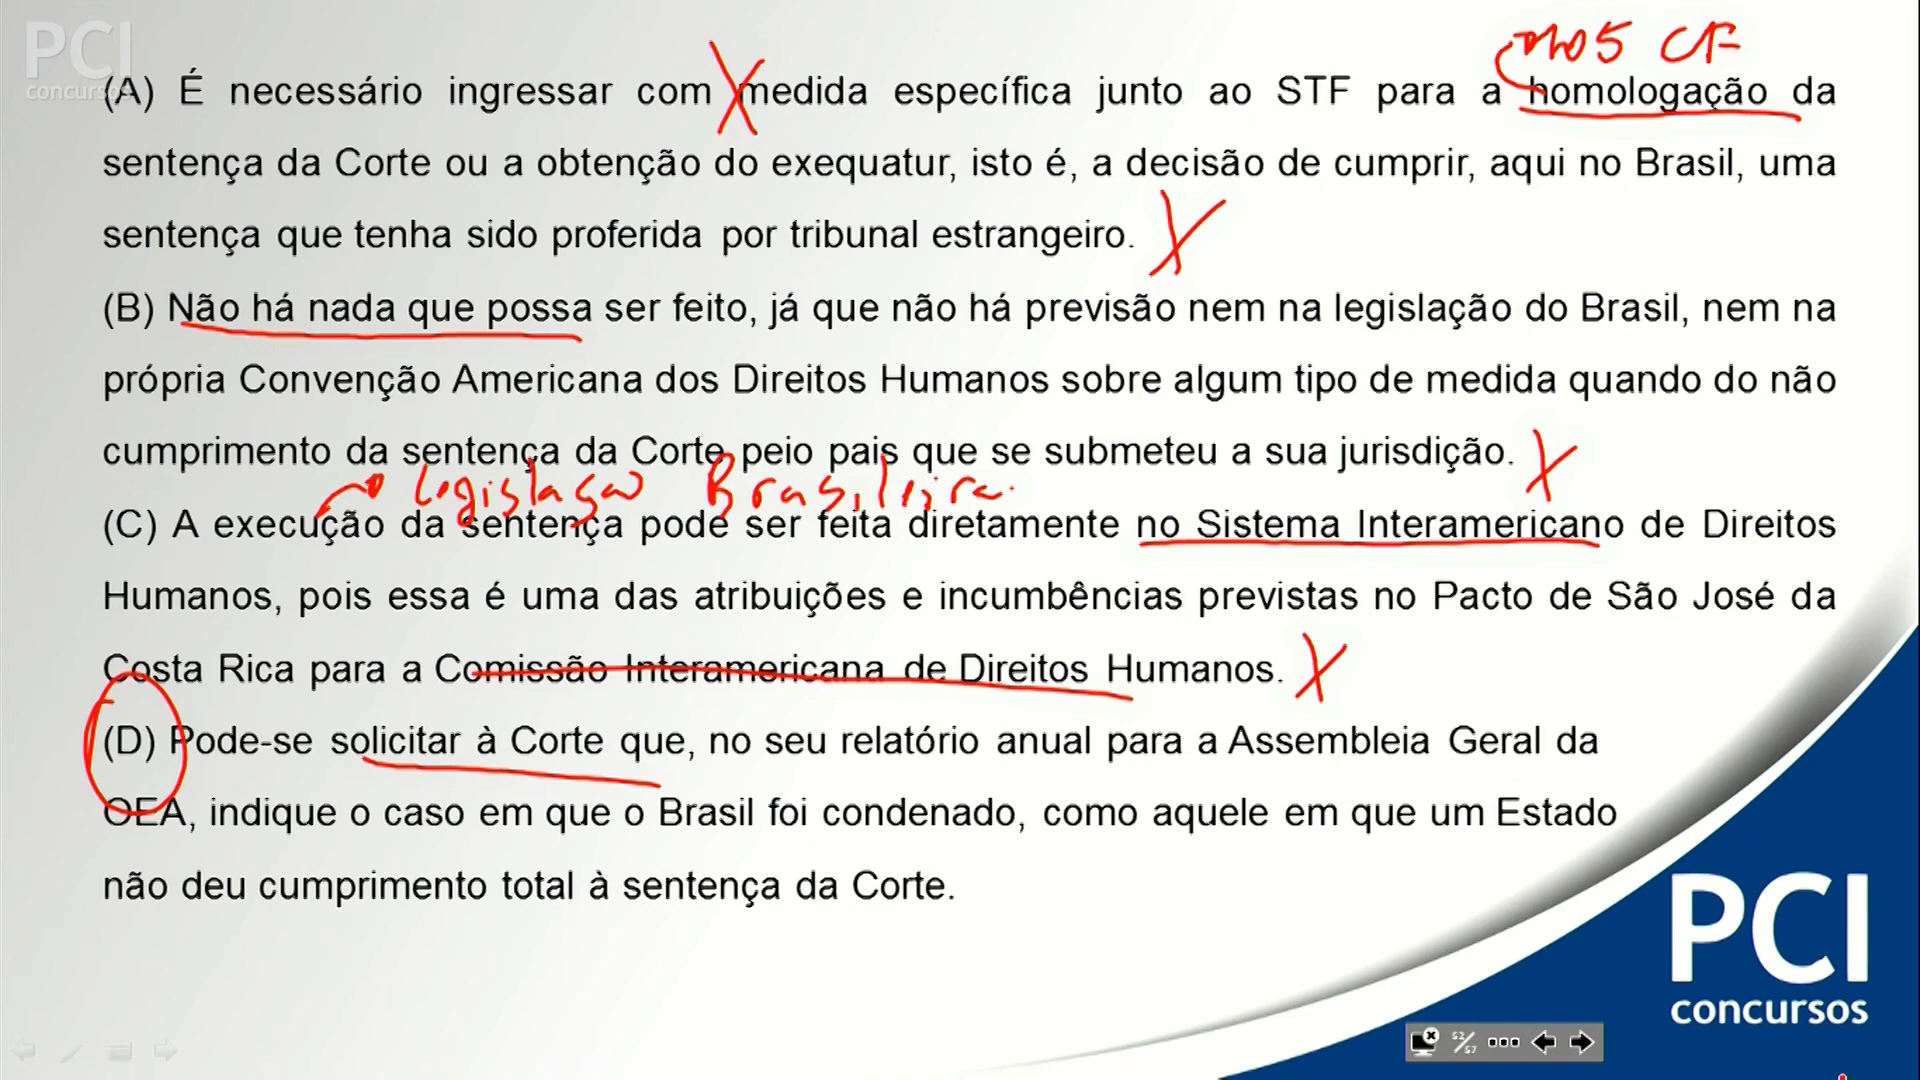 PCI
concursos
105 CF
(A) É necessário ingressar com medida específica junto ao STF para a homologação da
sentença da Corte ou a obtenção do exequatur, isto é, a decisão de cumprir, aqui no Brasil, uma
sentença que tenha sido proferida por tribunal estrangeiro.
(B) Não há nada que possa ser feito, já que não há previsão nem na legislação do Brasil, nem na
própria Convenção Americana dos Direitos Humanos sobre algum tipo de medida quando do não
cumprimento da sentença da Corte peio pais que se submeteu a sua jurisdição.
legislação Brasileira.
(C) A execução da sentença pode ser feita diretamente no Sistema Interamericano de Direitos
Humanos, pois essa é uma das atribuições e incumbências previstas no Pacto de São José da
Costa Rica para a Comissão Interamericana de Direitos Humanos.
(D) Pode-se solicitar à Corte que, no seu relatório anual para a Assembleia Geral da
OEA, indique o caso em que o Brasil foi condenado, como aquele em que um Estado
não deu cumprimento total à sentença da Corte.
PCI
concursos
52/57